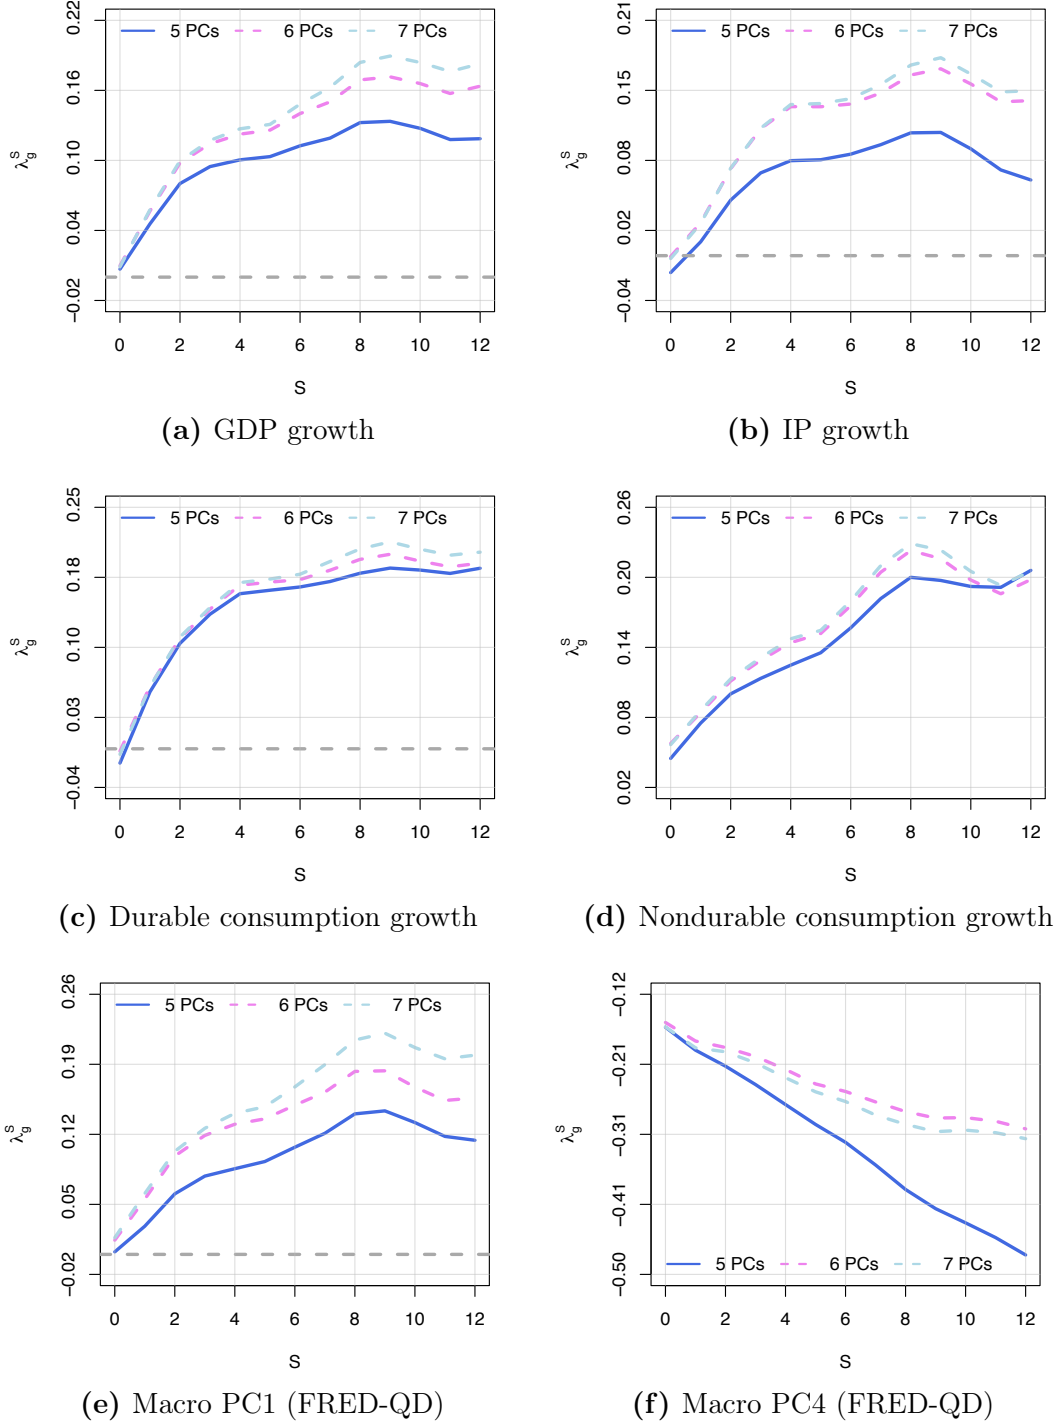 5 PCs 6 PCs 7 PCs
0.22
0.16
0.10
0.04
−0.02
λ_g^S
0 2 4 6 8 10 12
S
(a) GDP growth
5 PCs 6 PCs 7 PCs
0.21
0.15
0.08
0.02
−0.04
λ_g^S
0 2 4 6 8 10 12
S
(b) IP growth
5 PCs 6 PCs 7 PCs
0.25
0.18
0.10
0.03
−0.04
λ_g^S
0 2 4 6 8 10 12
S
(c) Durable consumption growth
5 PCs 6 PCs 7 PCs
0.26
0.20
0.14
0.08
0.02
λ_g^S
0 2 4 6 8 10 12
S
(d) Nondurable consumption growth
5 PCs 6 PCs 7 PCs
0.26
0.19
0.12
0.05
−0.02
λ_g^S
0 2 4 6 8 10 12
S
(e) Macro PC1 (FRED-QD)
−0.12
−0.21
−0.31
−0.41
−0.50
λ_g^S
5 PCs 6 PCs 7 PCs
0 2 4 6 8 10 12
S
(f) Macro PC4 (FRED-QD)